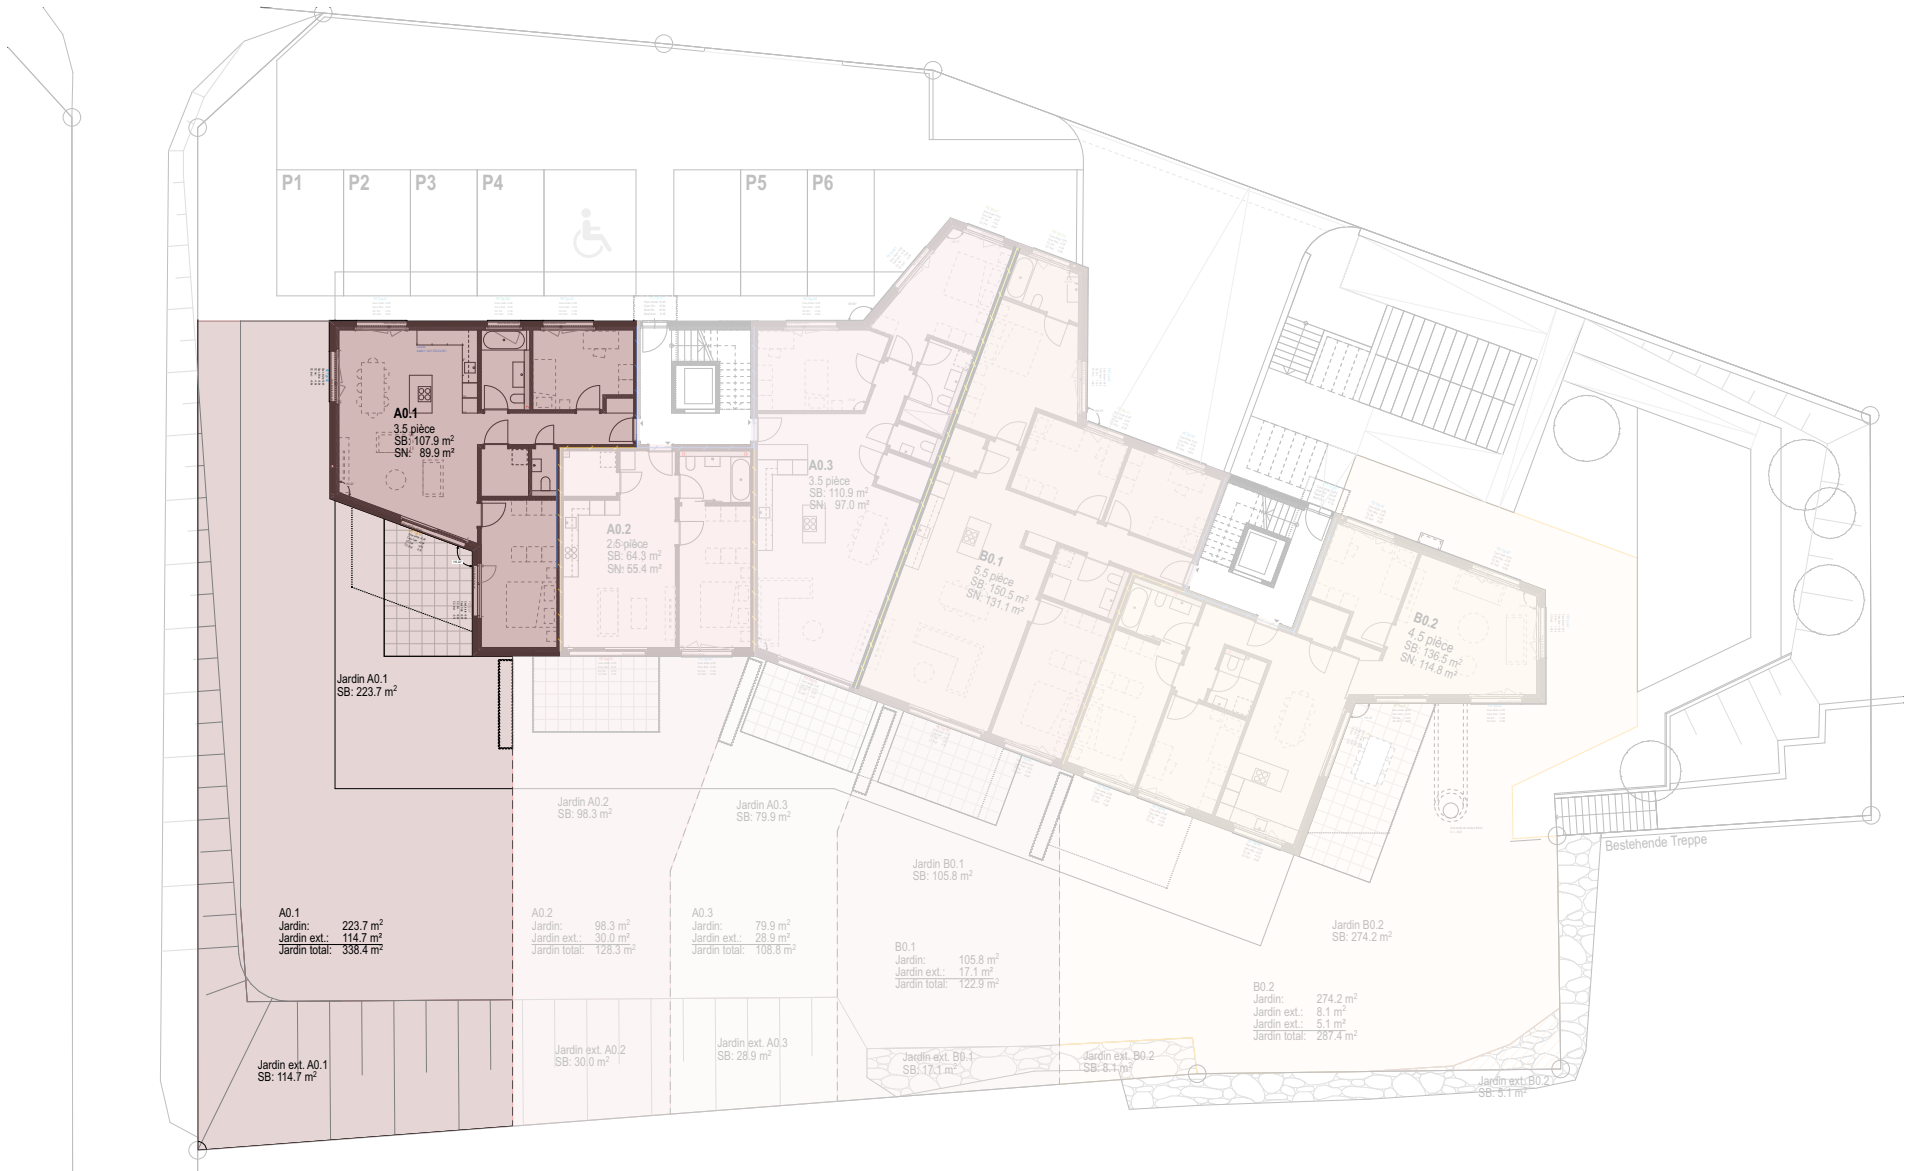 P1
P2
P3
P4
P5
P6
A0.1
3.5 pièce
SB: 107.9 m²
SN: 89.9 m²
A0.2
2.5 pièce
SB: 64.3 m²
SN: 55.4 m²
A0.3
3.5 pièce
SB: 110.9 m²
SN: 97.0 m²
B0.1
5.5 pièce
SB: 150.5 m²
SN: 131.1 m²
B0.2
4.5 pièce
SB: 136.5 m²
SN: 114.8 m²
Jardin A0.1
SB: 223.7 m²
Jardin A0.2
SB: 98.3 m²
Jardin A0.3
SB: 79.9 m²
Jardin B0.1
SB: 105.8 m²
Jardin B0.2
SB: 274.2 m²
Bestehende Treppe
A0.1
Jardin: 223.7 m²
Jardin ext.: 114.7 m²
Jardin total: 338.4 m²
A0.2
Jardin: 98.3 m²
Jardin ext.: 30.0 m²
Jardin total: 128.3 m²
A0.3
Jardin: 79.9 m²
Jardin ext.: 28.9 m²
Jardin total: 108.8 m²
B0.1
Jardin: 105.8 m²
Jardin ext.: 17.1 m²
Jardin total: 122.9 m²
B0.2
Jardin: 274.2 m²
Jardin ext.: 8.1 m²
Jardin ext.: 5.1 m²
Jardin total: 287.4 m²
Jardin ext. A0.1
SB: 114.7 m²
Jardin ext. A0.2
SB: 30.0 m²
Jardin ext. A0.3
SB: 28.9 m²
Jardin ext. B0.1
SB: 17.1 m²
Jardin ext. B0.2
SB: 8.1 m²
Jardin ext. B0.2
SB: 5.1 m²